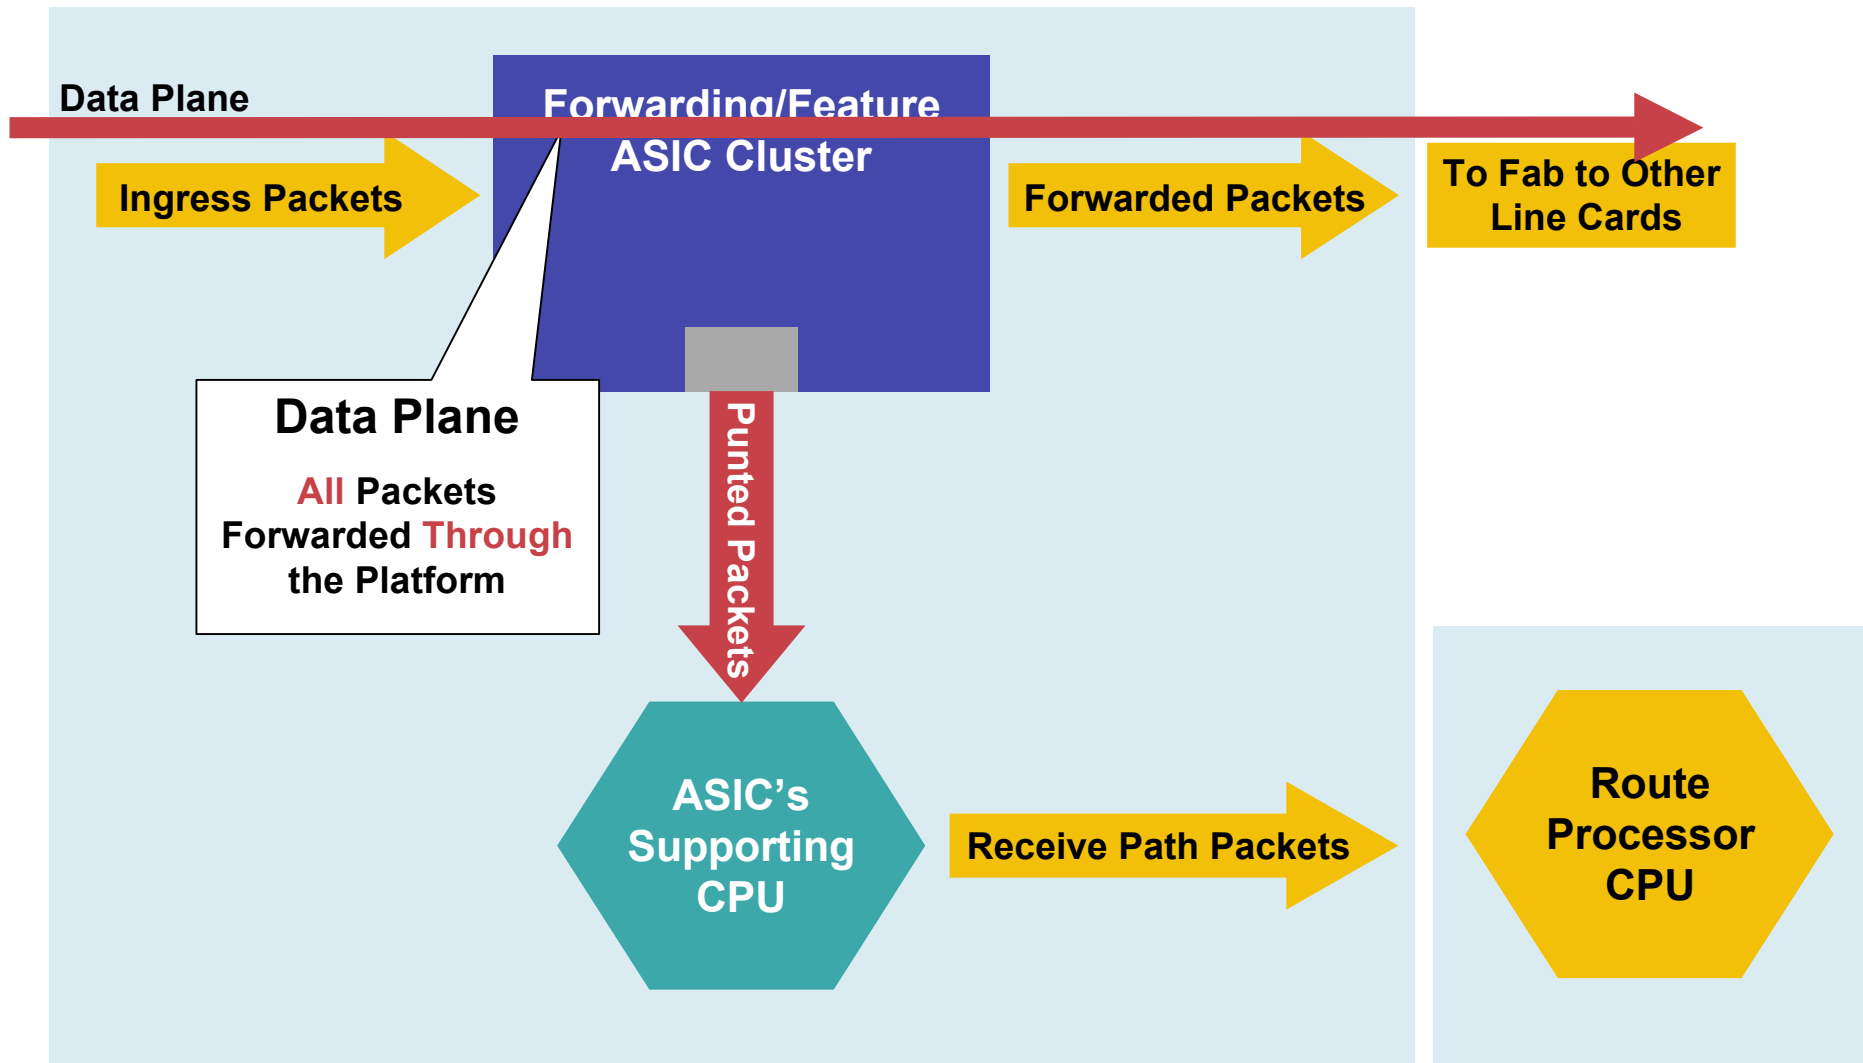 Data Plane
Forwarding/Feature
ASIC Cluster
Ingress Packets
Forwarded Packets
To Fab to Other
Line Cards
Data Plane
All Packets
Forwarded Through
the Platform
Punted Packets
ASIC’s
Supporting
CPU
Receive Path Packets
Route
Processor
CPU